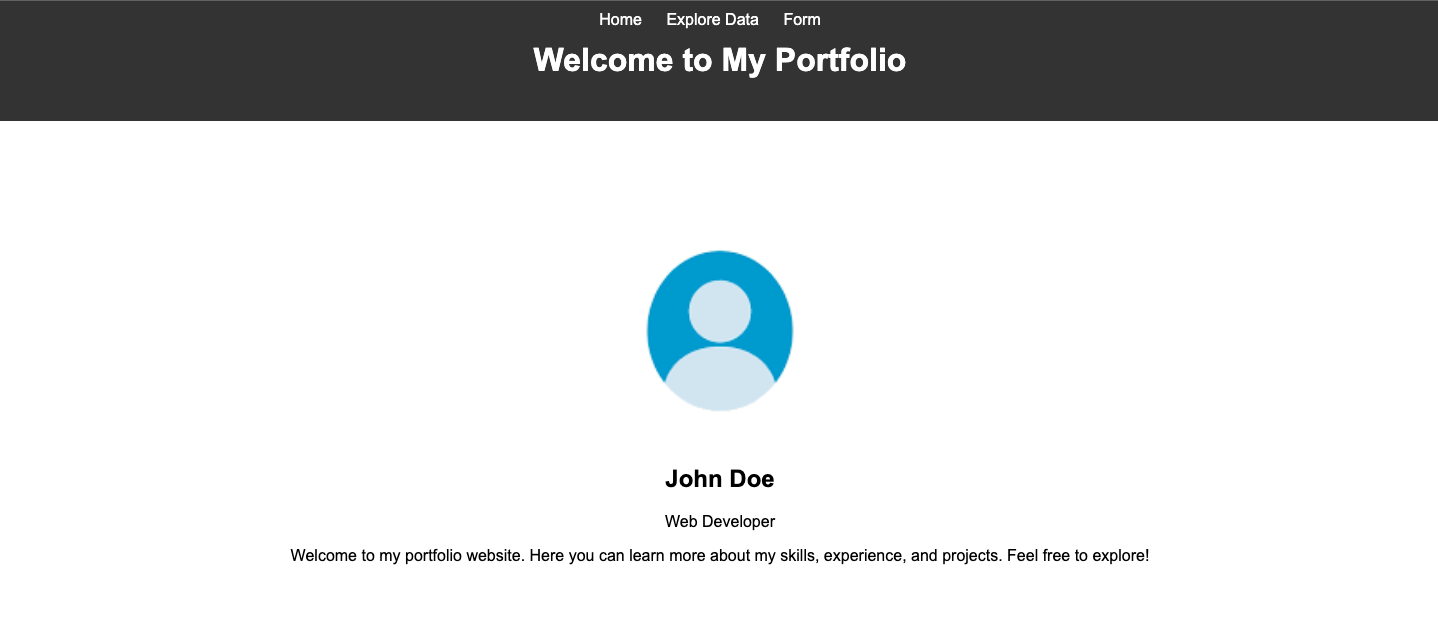 Home Explore Data Form
Welcome to My Portfolio
John Doe
Web Developer
Welcome to my portfolio website. Here you can learn more about my skills, experience, and projects. Feel free to explore!